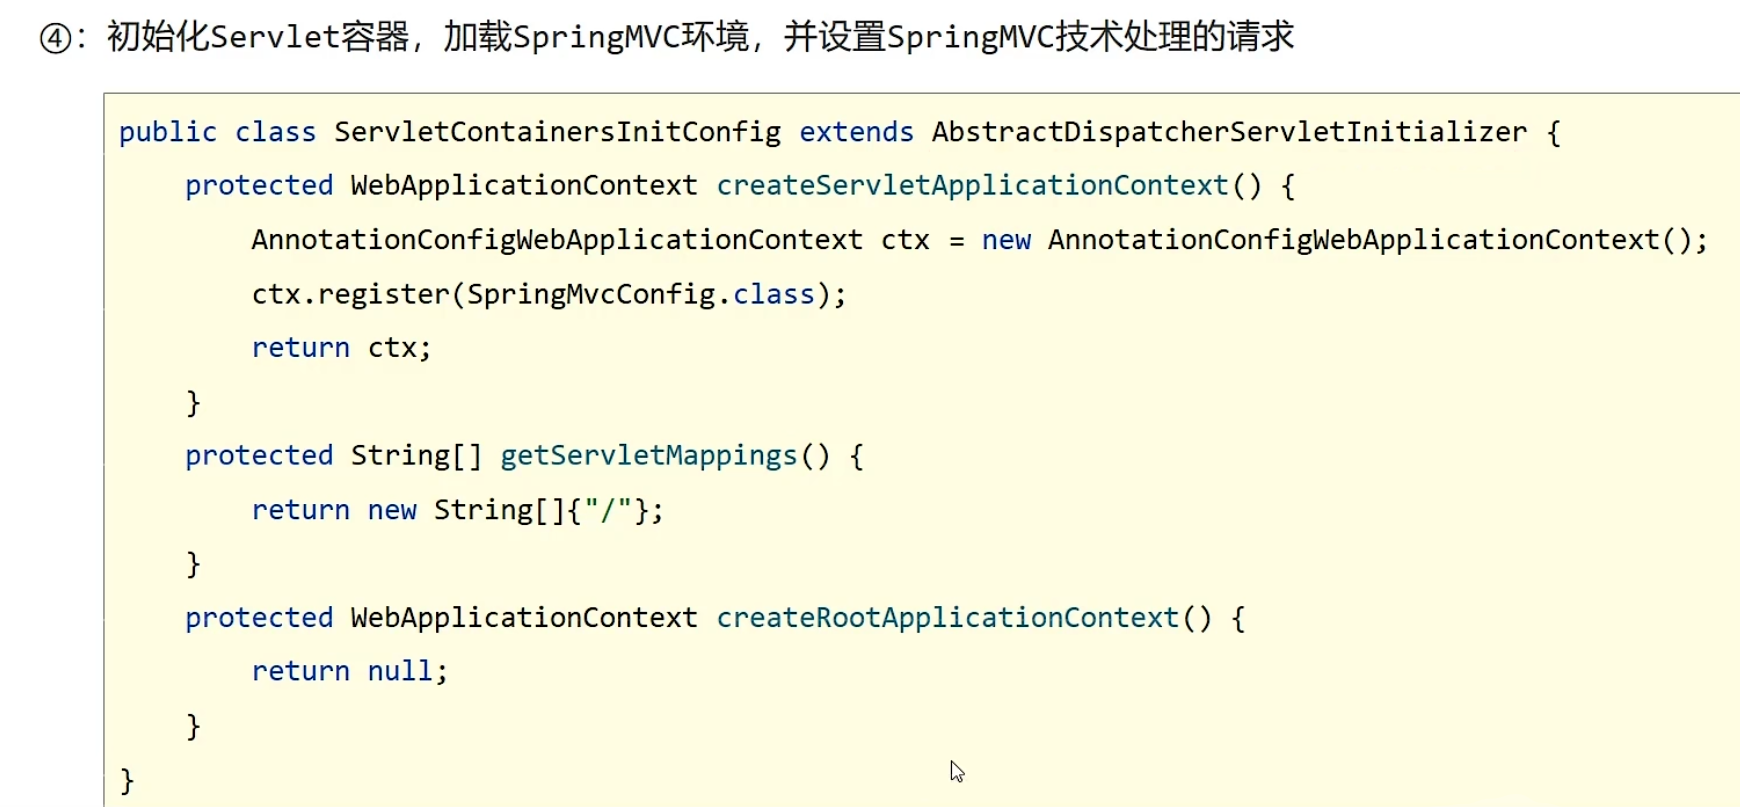 ④：初始化Servlet容器，加载SpringMVC环境，并设置SpringMVC技术处理的请求
public class ServletContainersInitConfig extends AbstractDispatcherServletInitializer {
    protected WebApplicationContext createServletApplicationContext() {
        AnnotationConfigWebApplicationContext ctx = new AnnotationConfigWebApplicationContext();
        ctx.register(SpringMvcConfig.class);
        return ctx;
    }
    protected String[] getServletMappings() {
        return new String[]{"/"};
    }
    protected WebApplicationContext createRootApplicationContext() {
        return null;
    }
}